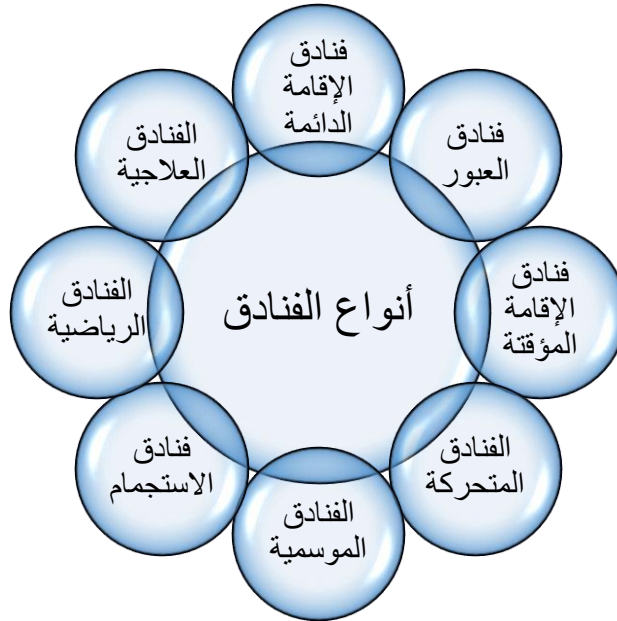 أنواع الفنادق
فنادق
الإقامة
الدائمة
فنادق
العبور
فنادق
الإقامة
المؤقتة
الفنادق
المتحركة
الفنادق
الموسمية
فنادق
الاستجمام
الفنادق
الرياضية
الفنادق
العلاجية